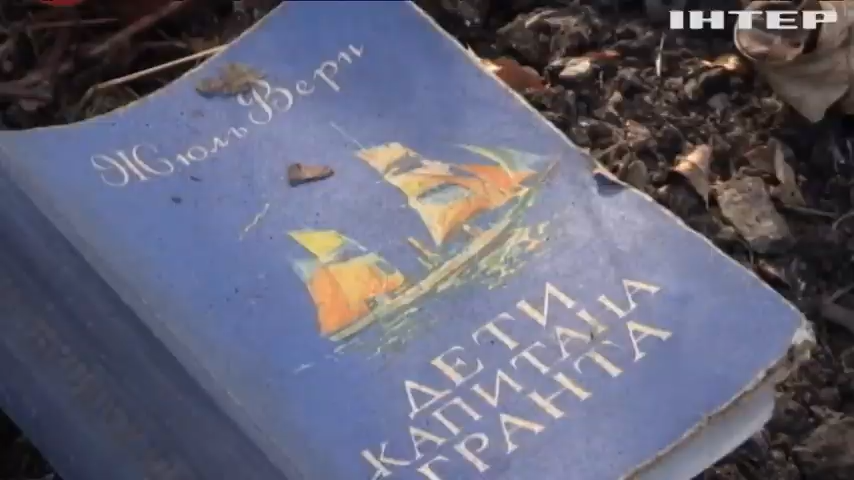 ІНТЕР
Жюль Верн
ДЕТИ
КАПИТАНА
ГРАНТА